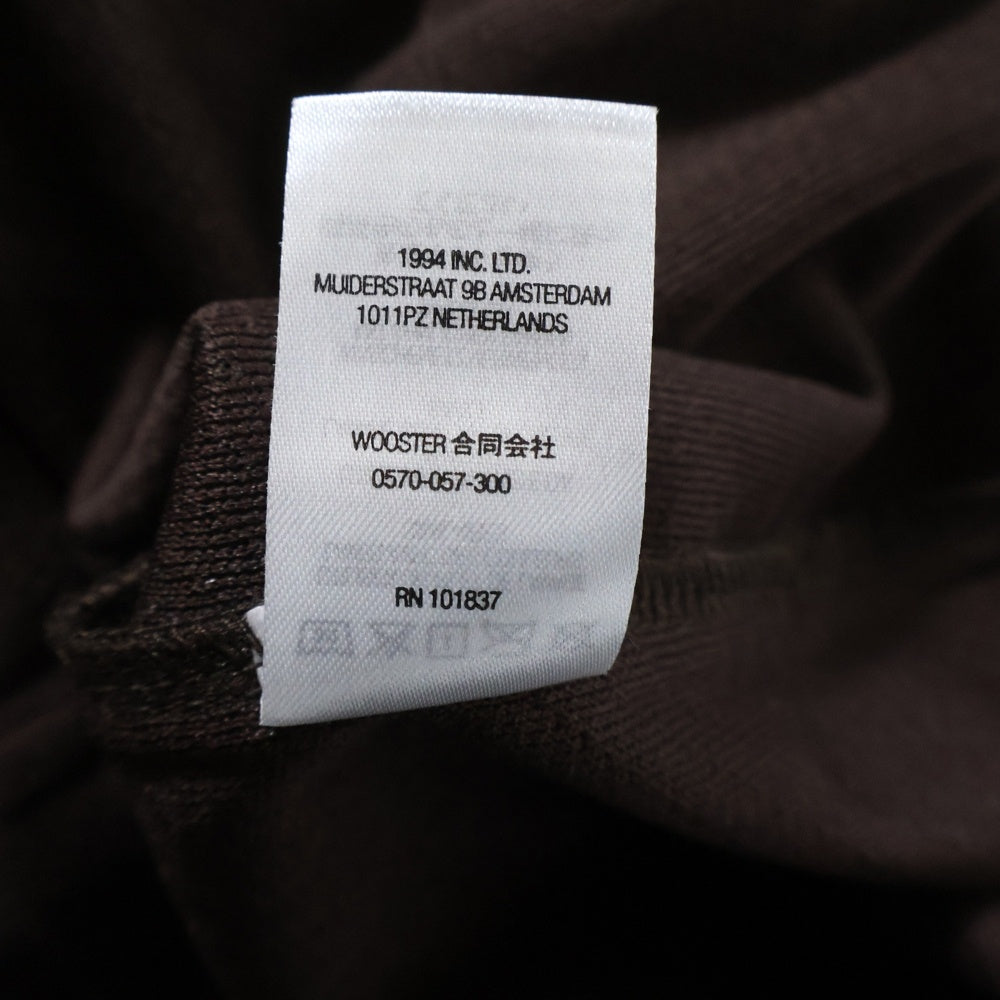 1994 INC. LTD.
MUIDERSTRAAT 9B AMSTERDAM
1011PZ NETHERLANDS
WOOSTER 合同会社
0570-057-300
RN 101837